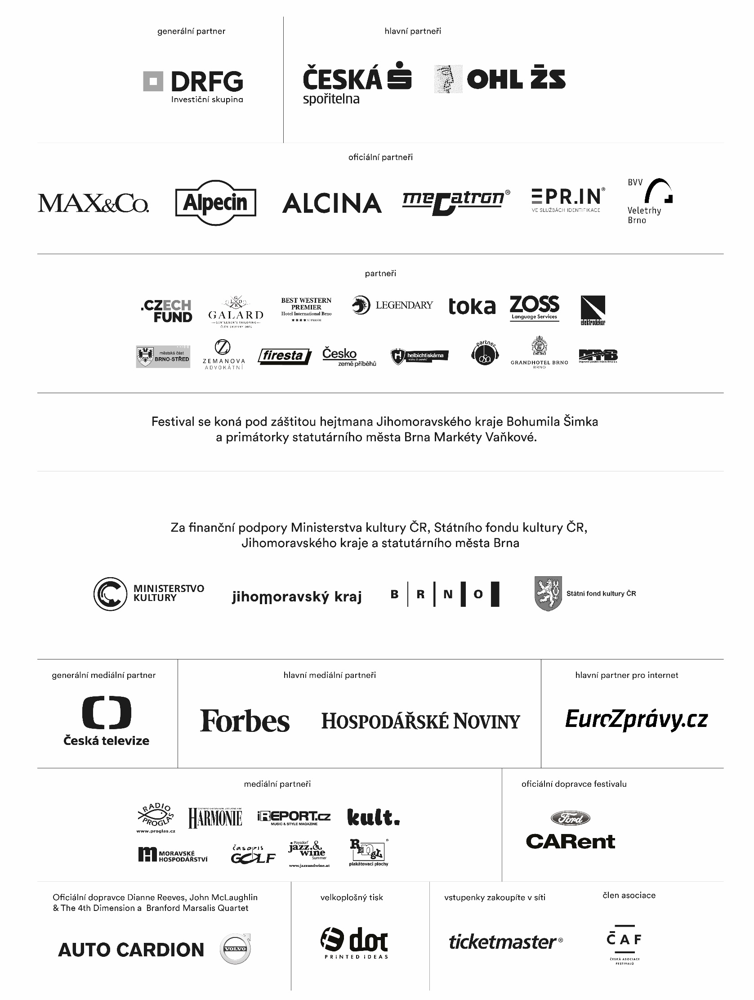 generální partner
hlavní partneři
DRFG
Investiční skupina
ČESKÁ
spořitelna
OHL ŽS
oficiální partneři
MAX&Co.
Alpecin
ALCINA
megatron®
EPR.IN®
VE SLUŽBÁCH IDENTIFIKACE
BVV
Veletrhy
Brno
partneři
.CZECH
FUND
GLDR
GALARD
GENTLEMEN'S TAILORING
ČLEN SKUPINY DRFG
BEST WESTERN
PREMIER
Hotel International Brno
SUPERIOR
LEGENDARY
toka
ZOSS
Language Services
elektrodekor
městská část
BRNO-STŘED
Z
ZEMANOVA
ADVOKÁTNÍ
firesta
Česko
země příběhů
H
helbichtiskárna
partner
osa
GRANDHOTEL BRNO
BRNO
DPMB
Dopravní podnik města Brna a.s.
Festival se koná pod záštitou hejtmana Jihomoravského kraje Bohumila Šimka
a primátorky statutárního města Brna Markéty Vaňkové.
Za finanční podpory Ministerstva kultury ČR, Státního fondu kultury ČR,
Jihomoravského kraje a statutárního města Brna
MINISTERSTVO
KULTURY
jihomoravský kraj
B R N O
Státní fond kultury ČR
generální mediální partner
hlavní mediální partneři
hlavní partner pro internet
Česká televize
Forbes
HOSPODÁŘSKÉ NOVINY
EuroZprávy.cz
mediální partneři
oficiální dopravce festivalu
RADIO
PROGLAS
www.proglas.cz
HARMONIE
iREPORT.cz
MUSIC & STYLE MAGAZINE
kult.
MORAVSKÉ
HOSPODÁŘSTVÍ
časopis
GOLF
Poysdorf
jazz &
wine
Summer
www.jazzandwine.at
RENGL®
plakátovací plochy
Ford
CARent
Oficiální dopravce Dianne Reeves, John McLaughlin
& The 4th Dimension a  Branford Marsalis Quartet
velkoplošný tisk
vstupenky zakoupíte v síti
člen asociace
AUTO CARDION
VOLVO
dot
PRiNTED iDEAS
ticketmaster®
ČAF
ČESKÁ ASOCIACE
FESTIVALŮ